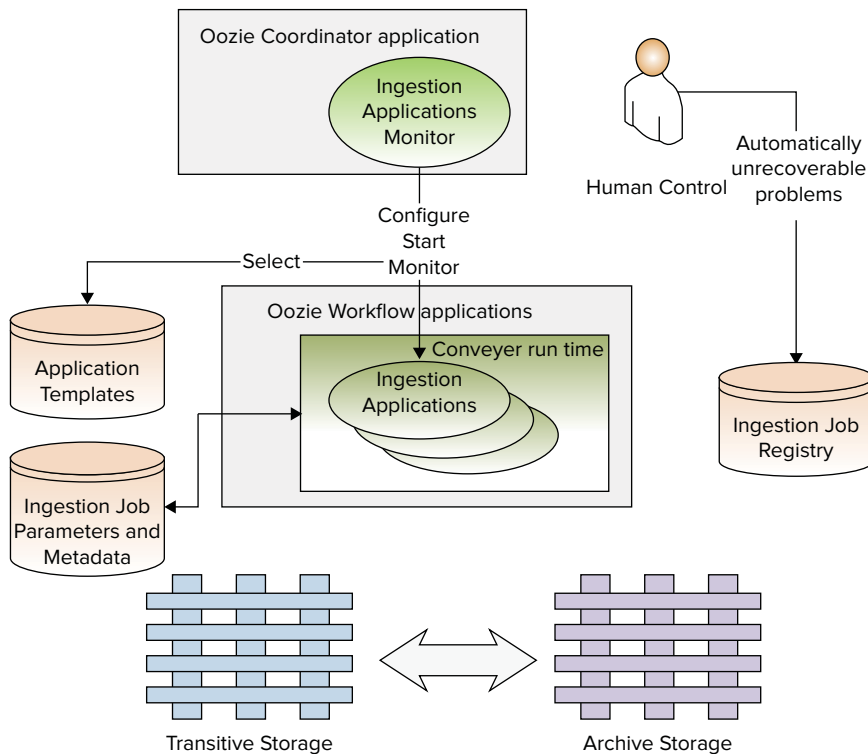 Oozie Coordinator application
Ingestion
Applications
Monitor
Human Control
Automatically
unrecoverable
problems
Configure
Start
Monitor
Select
Oozie Workflow applications
Conveyer run time
Ingestion
Applications
Application
Templates
Ingestion Job
Registry
Ingestion Job
Parameters and
Metadata
Transitive Storage
Archive Storage